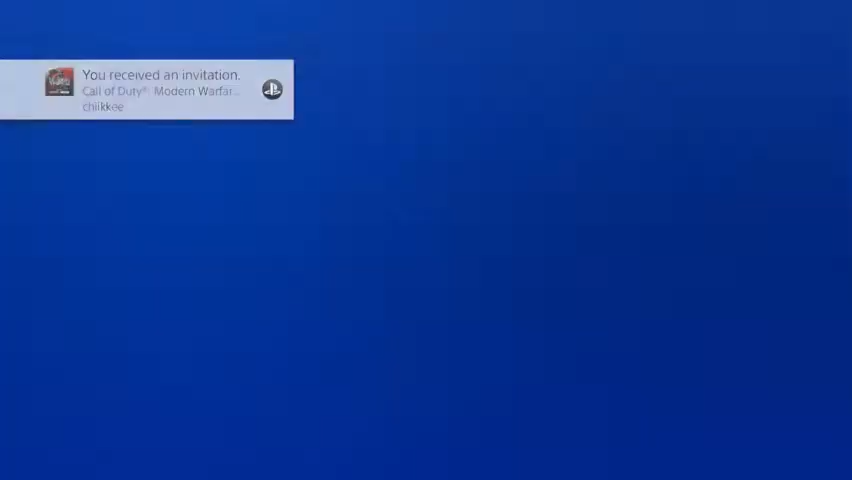 You received an invitation.
Call of Duty®: Modern Warfar...
chiikkee